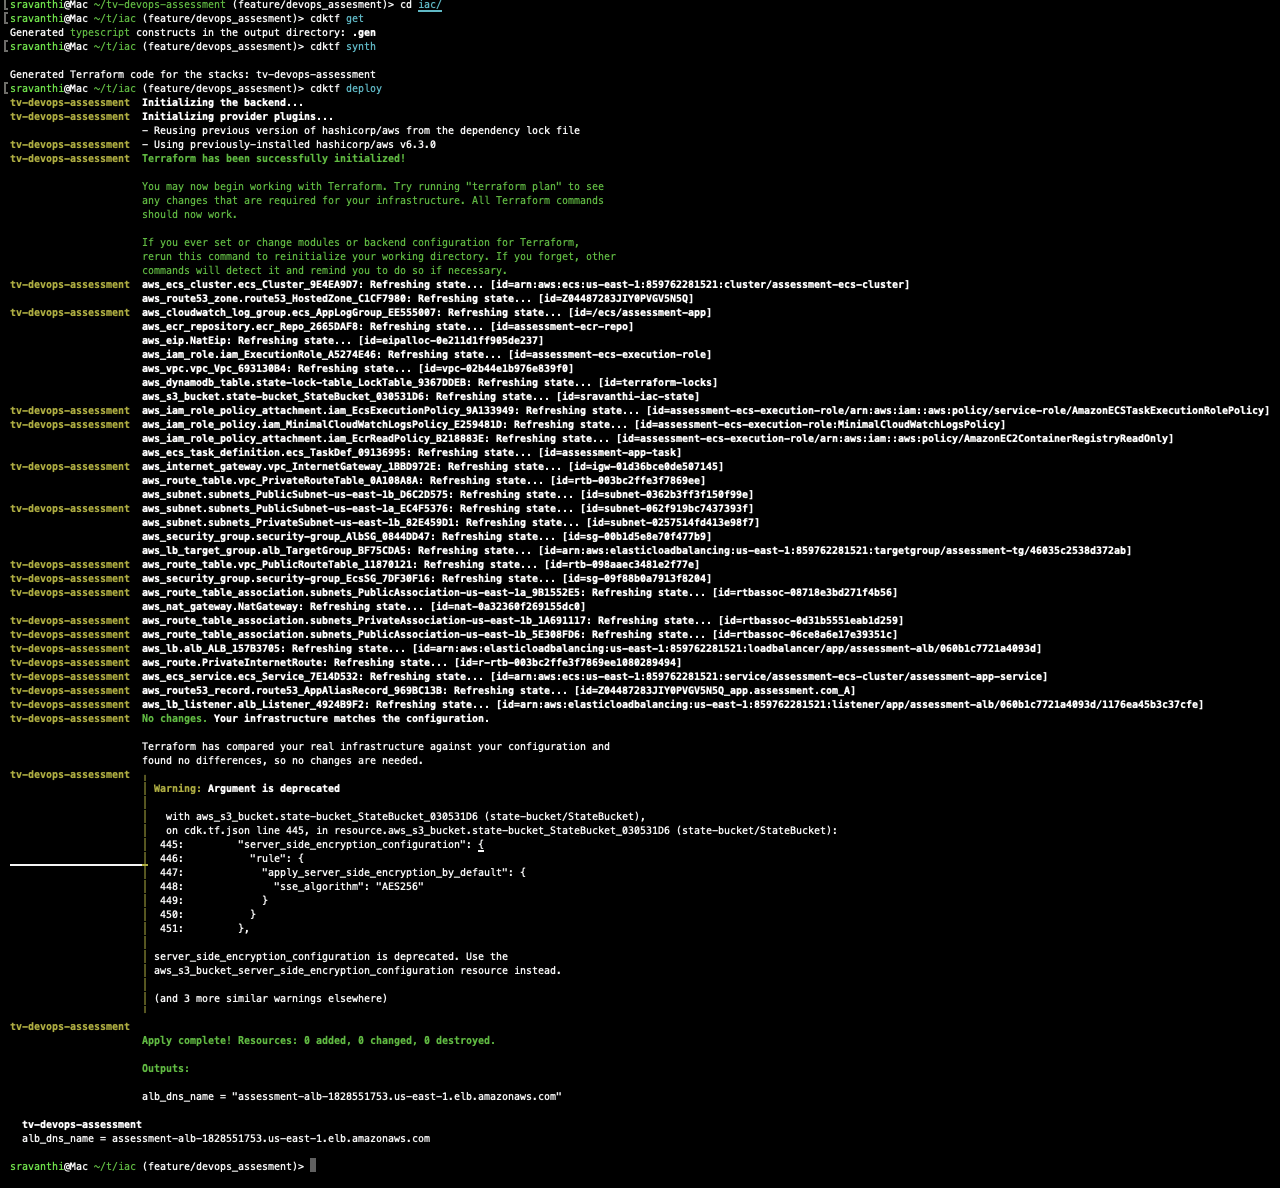 sravanthi@Mac ~/tv-devops-assessment (feature/devops_assesment)> cd iac/
[sravanthi@Mac ~/t/iac (feature/devops_assesment)> cdktf get
Generated typescript constructs in the output directory: .gen
[sravanthi@Mac ~/t/iac (feature/devops_assesment)> cdktf synth
Generated Terraform code for the stacks: tv-devops-assessment
[sravanthi@Mac ~/t/iac (feature/devops_assesment)> cdktf deploy
tv-devops-assessment  Initializing the backend...
tv-devops-assessment  Initializing provider plugins...
- Reusing previous version of hashicorp/aws from the dependency lock file
tv-devops-assessment  - Using previously-installed hashicorp/aws v6.3.0
tv-devops-assessment  Terraform has been successfully initialized!
You may now begin working with Terraform. Try running "terraform plan" to see
any changes that are required for your infrastructure. All Terraform commands
should now work.
If you ever set or change modules or backend configuration for Terraform,
rerun this command to reinitialize your working directory. If you forget, other
commands will detect it and remind you to do so if necessary.
tv-devops-assessment  aws_ecs_cluster.ecs_Cluster_9E4EA9D7: Refreshing state... [id=arn:aws:ecs:us-east-1:859762281521:cluster/assessment-ecs-cluster]
aws_route53_zone.route53_HostedZone_C1CF7980: Refreshing state... [id=Z04487283JIY0PVGV5N5Q]
tv-devops-assessment  aws_cloudwatch_log_group.ecs_AppLogGroup_EE555007: Refreshing state... [id=/ecs/assessment-app]
aws_ecr_repository.ecr_Repo_2665DAF8: Refreshing state... [id=assessment-ecr-repo]
aws_eip.NatEip: Refreshing state... [id=eipalloc-0e211d1ff905de237]
aws_iam_role.iam_ExecutionRole_A5274E46: Refreshing state... [id=assessment-ecs-execution-role]
aws_vpc.vpc_Vpc_693130B4: Refreshing state... [id=vpc-02b44e1b976e839f0]
aws_dynamodb_table.state-lock-table_LockTable_9367DDEB: Refreshing state... [id=terraform-locks]
aws_s3_bucket.state-bucket_StateBucket_030531D6: Refreshing state... [id=sravanthi-iac-state]
tv-devops-assessment  aws_iam_role_policy_attachment.iam_EcsExecutionPolicy_9A133949: Refreshing state... [id=assessment-ecs-execution-role/arn:aws:iam::aws:policy/service-role/AmazonECSTaskExecutionRolePolicy]
tv-devops-assessment  aws_iam_role_policy.iam_MinimalCloudWatchLogsPolicy_E259481D: Refreshing state... [id=assessment-ecs-execution-role:MinimalCloudWatchLogsPolicy]
aws_iam_role_policy_attachment.iam_EcrReadPolicy_B218883E: Refreshing state... [id=assessment-ecs-execution-role/arn:aws:iam::aws:policy/AmazonEC2ContainerRegistryReadOnly]
aws_ecs_task_definition.ecs_TaskDef_09136995: Refreshing state... [id=assessment-app-task]
tv-devops-assessment  aws_internet_gateway.vpc_InternetGateway_1BBD972E: Refreshing state... [id=igw-01d36bce0de507145]
aws_route_table.vpc_PrivateRouteTable_0A108A8A: Refreshing state... [id=rtb-003bc2ffe3f7869ee]
aws_subnet.subnets_PublicSubnet-us-east-1b_D6C2D575: Refreshing state... [id=subnet-0362b3ff3f150f99e]
tv-devops-assessment  aws_subnet.subnets_PublicSubnet-us-east-1a_EC4F5376: Refreshing state... [id=subnet-062f919bc7437393f]
aws_subnet.subnets_PrivateSubnet-us-east-1b_82E459D1: Refreshing state... [id=subnet-0257514fd413e98f7]
aws_security_group.security-group_AlbSG_0844DD47: Refreshing state... [id=sg-00b1d5e8e70f477b9]
aws_lb_target_group.alb_TargetGroup_BF75CDA5: Refreshing state... [id=arn:aws:elasticloadbalancing:us-east-1:859762281521:targetgroup/assessment-tg/46035c2538d372ab]
tv-devops-assessment  aws_route_table.vpc_PublicRouteTable_11870121: Refreshing state... [id=rtb-098aaec3481e2f77e]
tv-devops-assessment  aws_security_group.security-group_EcsSG_7DF30F16: Refreshing state... [id=sg-09f88b0a7913f8204]
tv-devops-assessment  aws_route_table_association.subnets_PublicAssociation-us-east-1a_9B1552E5: Refreshing state... [id=rtbassoc-08718e3bd271f4b56]
aws_nat_gateway.NatGateway: Refreshing state... [id=nat-0a32360f269155dc0]
tv-devops-assessment  aws_route_table_association.subnets_PrivateAssociation-us-east-1b_1A691117: Refreshing state... [id=rtbassoc-0d31b5551eab1d259]
tv-devops-assessment  aws_route_table_association.subnets_PublicAssociation-us-east-1b_5E308FD6: Refreshing state... [id=rtbassoc-06ce8a6e17e39351c]
tv-devops-assessment  aws_lb.alb_ALB_157B3705: Refreshing state... [id=arn:aws:elasticloadbalancing:us-east-1:859762281521:loadbalancer/app/assessment-alb/060b1c7721a4093d]
tv-devops-assessment  aws_route.PrivateInternetRoute: Refreshing state... [id=r-rtb-003bc2ffe3f7869ee1080289494]
tv-devops-assessment  aws_ecs_service.ecs_Service_7E14D532: Refreshing state... [id=arn:aws:ecs:us-east-1:859762281521:service/assessment-ecs-cluster/assessment-app-service]
tv-devops-assessment  aws_route53_record.route53_AppAliasRecord_969BC13B: Refreshing state... [id=Z04487283JIY0PVGV5N5Q_app.assessment.com_A]
tv-devops-assessment  aws_lb_listener.alb_Listener_4924B9F2: Refreshing state... [id=arn:aws:elasticloadbalancing:us-east-1:859762281521:listener/app/assessment-alb/060b1c7721a4093d/1176ea45b3c37cfe]
tv-devops-assessment  No changes. Your infrastructure matches the configuration.
Terraform has compared your real infrastructure against your configuration and
found no differences, so no changes are needed.
tv-devops-assessment
Warning: Argument is deprecated
with aws_s3_bucket.state-bucket_StateBucket_030531D6 (state-bucket/StateBucket),
on cdk.tf.json line 445, in resource.aws_s3_bucket.state-bucket_StateBucket_030531D6 (state-bucket/StateBucket):
445:         "server_side_encryption_configuration": {
446:           "rule": {
447:             "apply_server_side_encryption_by_default": {
448:               "sse_algorithm": "AES256"
449:             }
450:           }
451:         },
server_side_encryption_configuration is deprecated. Use the
aws_s3_bucket_server_side_encryption_configuration resource instead.
(and 3 more similar warnings elsewhere)
tv-devops-assessment
Apply complete! Resources: 0 added, 0 changed, 0 destroyed.
Outputs:
alb_dns_name = "assessment-alb-1828551753.us-east-1.elb.amazonaws.com"
tv-devops-assessment
alb_dns_name = assessment-alb-1828551753.us-east-1.elb.amazonaws.com
sravanthi@Mac ~/t/iac (feature/devops_assesment)>